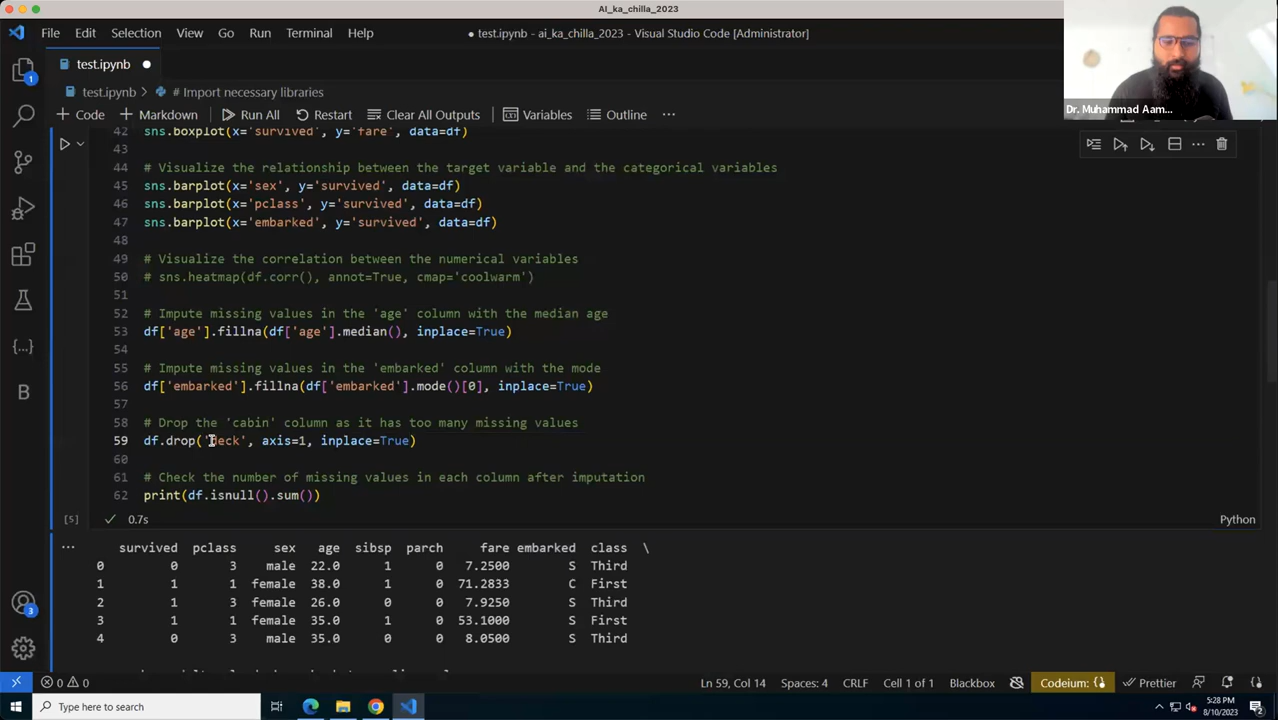 AI_ka_chilla_2023
File Edit Selection View Go Run Terminal Help
● test.ipynb - ai_ka_chilla_2023 - Visual Studio Code [Administrator]
test.ipynb
test.ipynb > # Import necessary libraries
+ Code + Markdown Run All Restart Clear All Outputs Variables Outline ...
Dr. Muhammad Aam...
42 sns.boxplot(x='survived', y='fare', data=df)
43
44 # Visualize the relationship between the target variable and the categorical variables
45 sns.barplot(x='sex', y='survived', data=df)
46 sns.barplot(x='pclass', y='survived', data=df)
47 sns.barplot(x='embarked', y='survived', data=df)
48
49 # Visualize the correlation between the numerical variables
50 # sns.heatmap(df.corr(), annot=True, cmap='coolwarm')
51
52 # Impute missing values in the 'age' column with the median age
53 df['age'].fillna(df['age'].median(), inplace=True)
54
55 # Impute missing values in the 'embarked' column with the mode
56 df['embarked'].fillna(df['embarked'].mode()[0], inplace=True)
57
58 # Drop the 'cabin' column as it has too many missing values
59 df.drop('deck', axis=1, inplace=True)
60
61 # Check the number of missing values in each column after imputation
62 print(df.isnull().sum())
[5] ✓ 0.7s Python
... survived pclass sex age sibsp parch fare embarked class \
0 0 3 male 22.0 1 0 7.2500 S Third
1 1 1 female 38.0 1 0 71.2833 C First
2 1 3 female 26.0 0 0 7.9250 S Third
3 1 1 female 35.0 1 0 53.1000 S First
4 0 3 male 35.0 0 0 8.0500 S Third
1
3
B
0 0 Ln 59, Col 14 Spaces: 4 CRLF Cell 1 of 1 Blackbox Codeium: {} Prettier
Type here to search
5:28 PM
8/10/2023
2